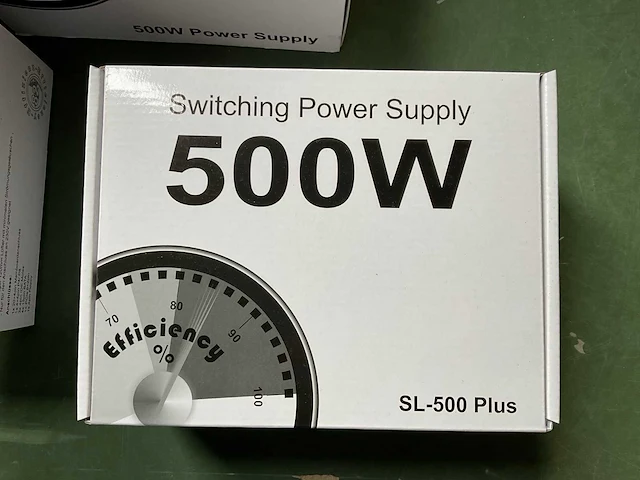 500W Power Supply
Switching Power Supply
500W
70
80
90
100
Efficiency
%
SL-500 Plus